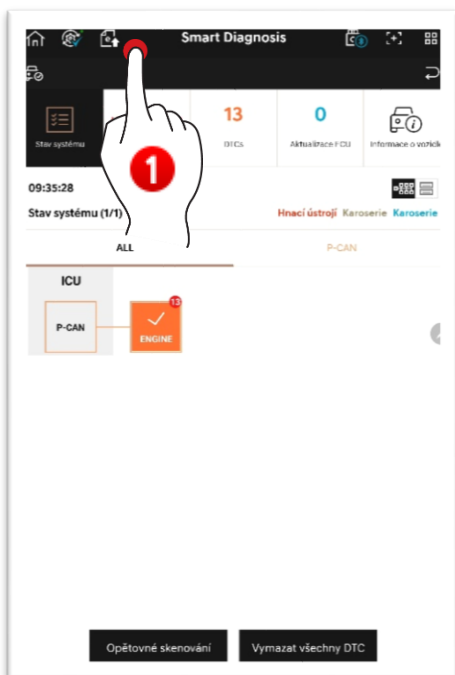 Smart Diagnosis
8
13
0
Stav systému
DTCs
Aktualizace ECU
Informace o vozidle
1
09:35:28
Stav systému (1/1)
Hnací ústrojí Karoserie Karoserie
ALL
P-CAN
ICU
13
P-CAN
ENGINE
Opětovné skenování
Vymazat všechny DTC